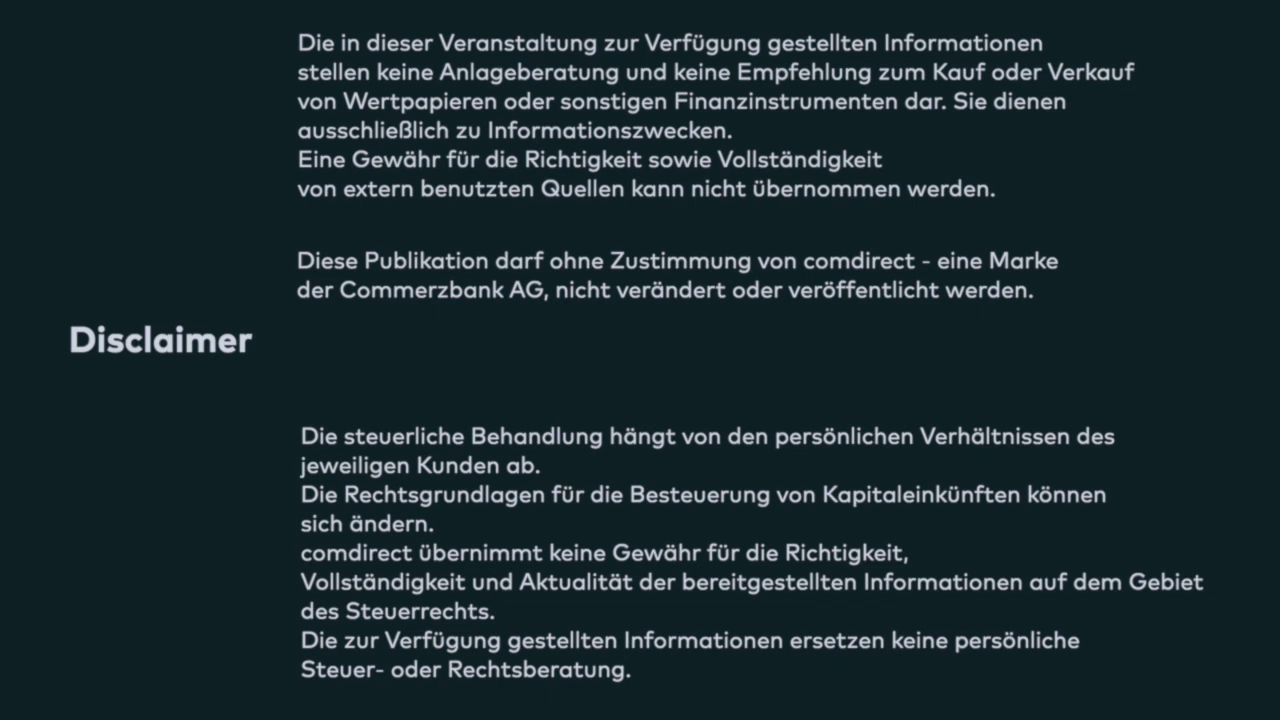 Die in dieser Veranstaltung zur Verfügung gestellten Informationen
stellen keine Anlageberatung und keine Empfehlung zum Kauf oder Verkauf
von Wertpapieren oder sonstigen Finanzinstrumenten dar. Sie dienen
ausschließlich zu Informationszwecken.
Eine Gewähr für die Richtigkeit sowie Vollständigkeit
von extern benutzten Quellen kann nicht übernommen werden.
Diese Publikation darf ohne Zustimmung von comdirect - eine Marke
der Commerzbank AG, nicht verändert oder veröffentlicht werden.
Disclaimer
Die steuerliche Behandlung hängt von den persönlichen Verhältnissen des
jeweiligen Kunden ab.
Die Rechtsgrundlagen für die Besteuerung von Kapitaleinkünften können
sich ändern.
comdirect übernimmt keine Gewähr für die Richtigkeit,
Vollständigkeit und Aktualität der bereitgestellten Informationen auf dem Gebiet
des Steuerrechts.
Die zur Verfügung gestellten Informationen ersetzen keine persönliche
Steuer- oder Rechtsberatung.